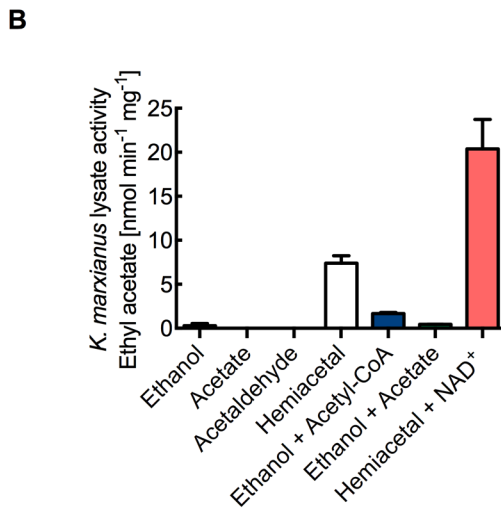 B
K. marxianus lysate activity
Ethyl acetate [nmol min⁻¹ mg⁻¹]
25
20
15
10
5
0
Ethanol
Acetate
Acetaldehyde
Hemiacetal
Ethanol + Acetyl-CoA
Ethanol + Acetate
Hemiacetal + NAD⁺